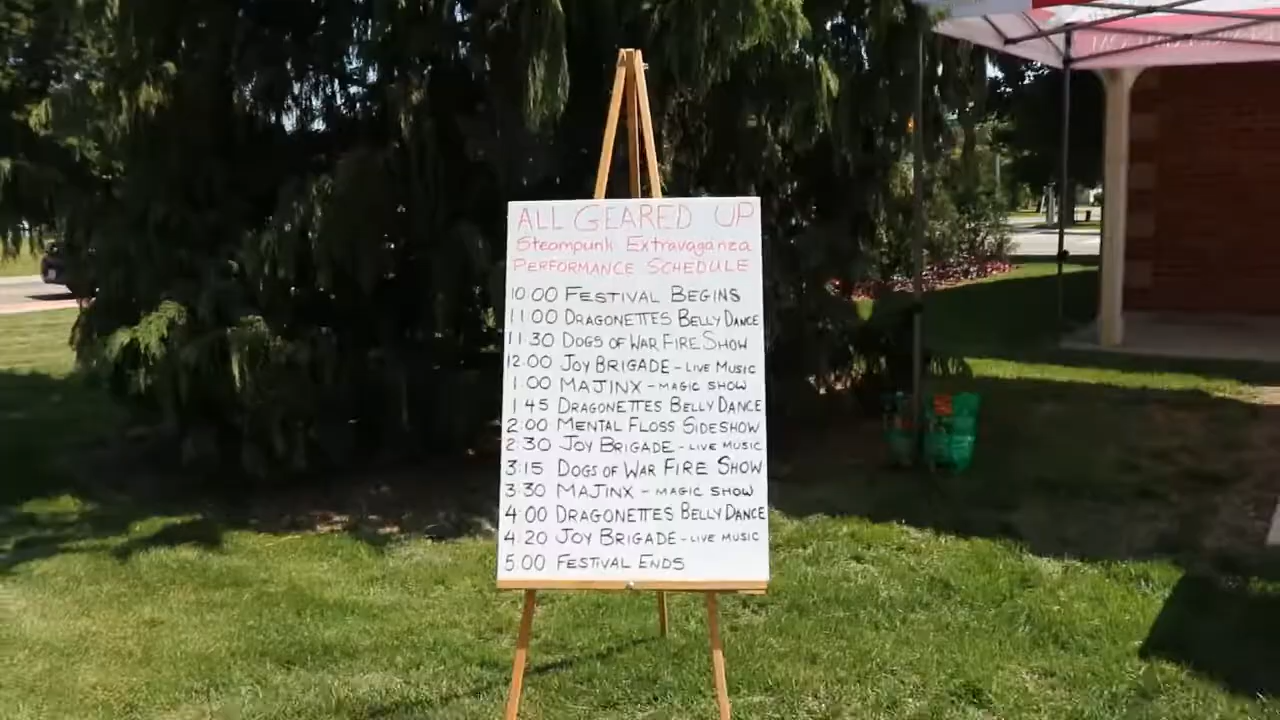 ALL GEARED UP
Steampunk Extravaganza
PERFORMANCE SCHEDULE
10:00 FESTIVAL BEGINS
11:00 DRAGONETTES BELLY DANCE
11:30 DOGS OF WAR FIRE SHOW
12:00 JOY BRIGADE - LIVE MUSIC
1:00 MAJINX - MAGIC SHOW
1:45 DRAGONETTES BELLY DANCE
2:00 MENTAL FLOSS SIDESHOW
2:30 JOY BRIGADE - LIVE MUSIC
3:15 DOGS OF WAR FIRE SHOW
3:30 MAJINX - MAGIC SHOW
4:00 DRAGONETTES BELLY DANCE
4:20 JOY BRIGADE - LIVE MUSIC
5:00 FESTIVAL ENDS